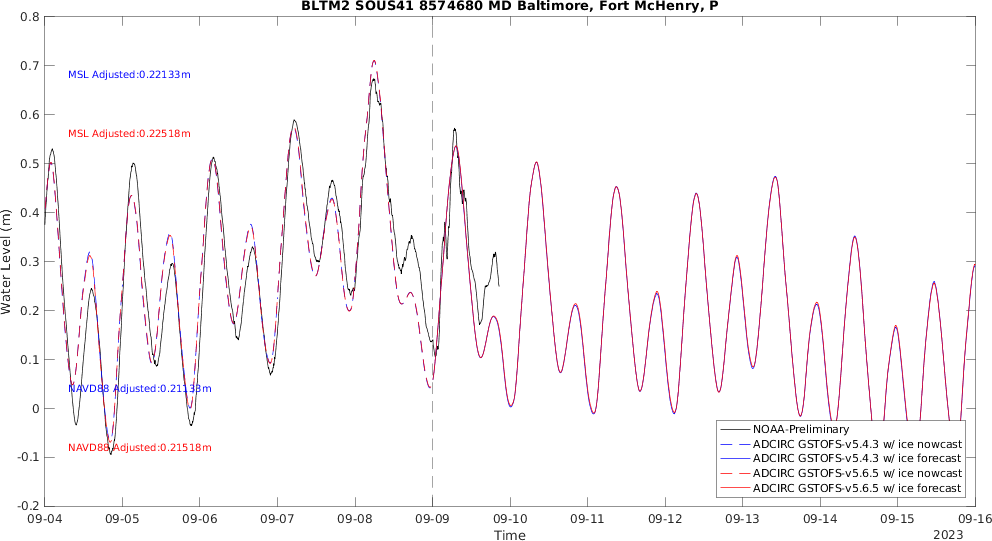 BLTM2 SOUS41 8574680 MD Baltimore, Fort McHenry, P
0.8
0.7
0.6
0.5
0.4
0.3
0.2
0.1
0
-0.1
-0.2
Water Level (m)
MSL Adjusted:0.22133m
MSL Adjusted:0.22518m
NAVD88 Adjusted:0.21133m
NAVD88 Adjusted:0.21518m
NOAA-Preliminary
ADCIRC GSTOFS-v5.4.3 w/ ice nowcast
ADCIRC GSTOFS-v5.4.3 w/ ice forecast
ADCIRC GSTOFS-v5.6.5 w/ ice nowcast
ADCIRC GSTOFS-v5.6.5 w/ ice forecast
09-04 09-05 09-06 09-07 09-08 09-09 09-10 09-11 09-12 09-13 09-14 09-15 09-16
Time
2023